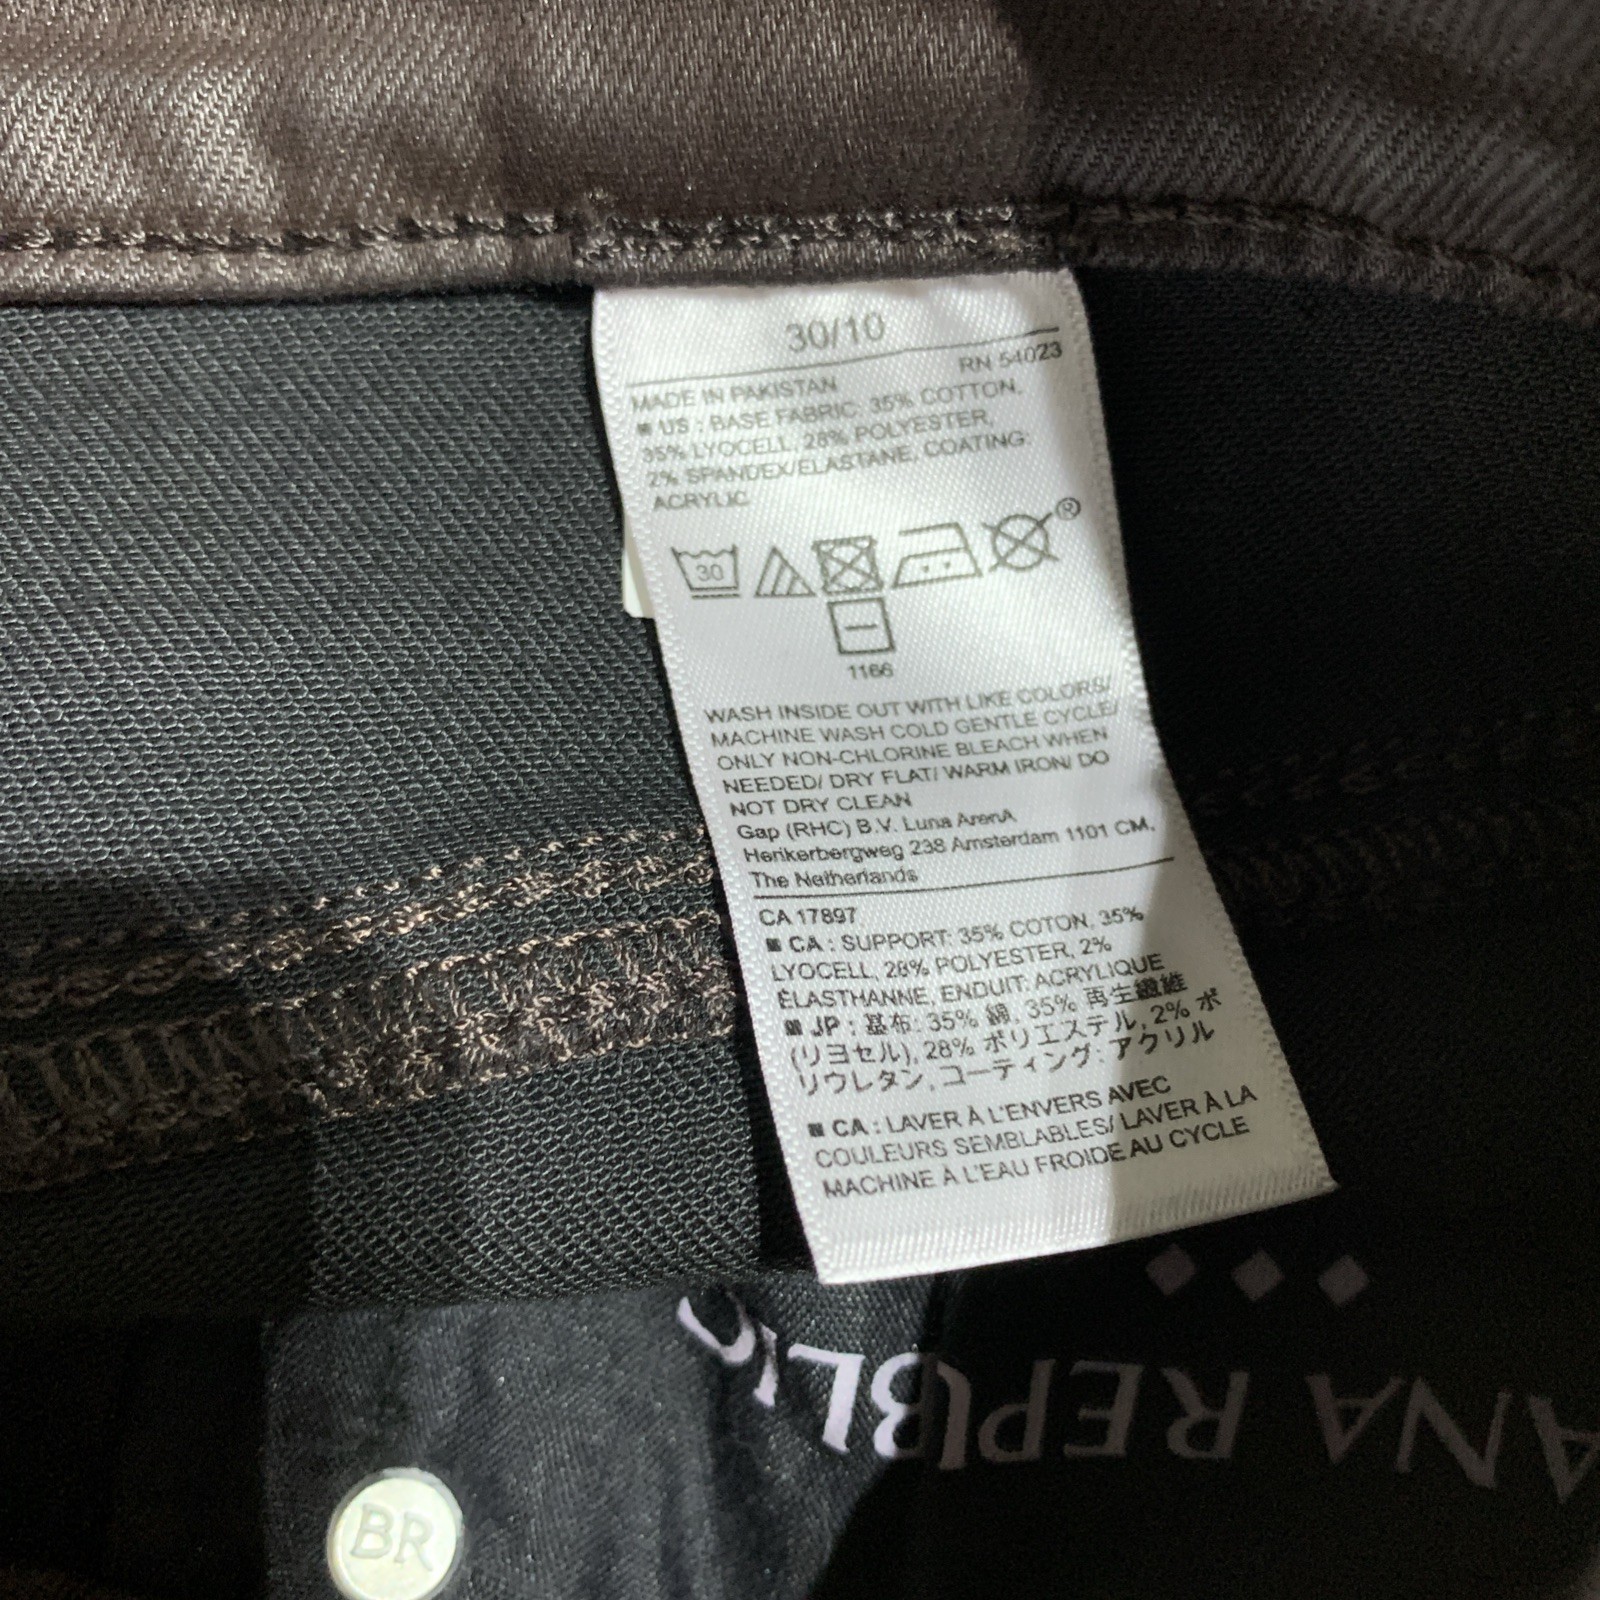 30/10
RN 54023
MADE IN PAKISTAN
■ US : BASE FABRIC: 35% COTTON,
35% LYOCELL, 28% POLYESTER,
2% SPANDEX/ELASTANE, COATING:
ACRYLIC
30
®
1166
WASH INSIDE OUT WITH LIKE COLORS/
MACHINE WASH COLD GENTLE CYCLE/
ONLY NON-CHLORINE BLEACH WHEN
NEEDED/ DRY FLAT/ WARM IRON/ DO
NOT DRY CLEAN
Gap (RHC) B.V. Luna ArenA
Herikerbergweg 238 Amsterdam 1101 CM,
The Netherlands
CA 17897
■ CA : SUPPORT: 35% COTON, 35%
LYOCELL, 28% POLYESTER, 2%
ÉLASTHANNE, ENDUIT: ACRYLIQUE
■ JP : 基布: 35% 綿, 35% 再生繊維
(リヨセル), 28% ポリエステル, 2% ポ
リウレタン, コーティング: アクリル
■ CA : LAVER À L'ENVERS AVEC
COULEURS SEMBLABLES/ LAVER À LA
MACHINE À L'EAU FROIDE AU CYCLE
ANA REPUBLIC
BR